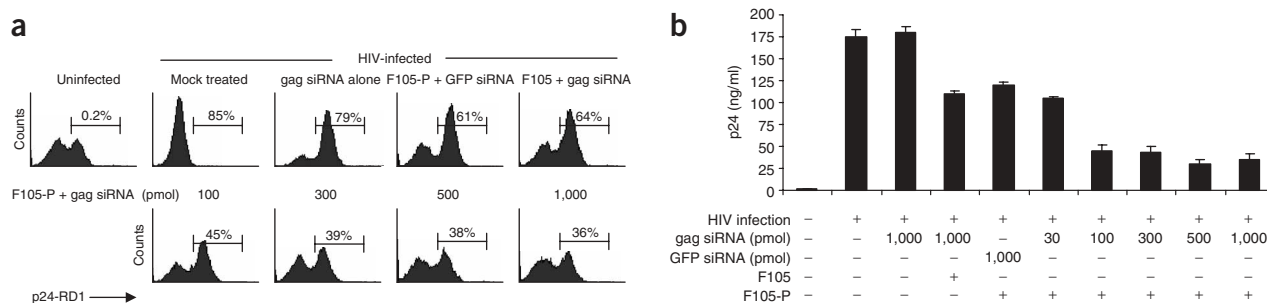 a
HIV-infected
Uninfected Mock treated gag siRNA alone F105-P + GFP siRNA F105 + gag siRNA
Counts
0.2% 85% 79% 61% 64%
F105-P + gag siRNA (pmol) 100 300 500 1,000
Counts
45% 39% 38% 36%
p24-RD1
b
p24 (ng/ml)
200
175
150
125
100
75
50
25
0
HIV infection – + + + + + + + + +
gag siRNA (pmol) – – 1,000 1,000 – 30 100 300 500 1,000
GFP siRNA (pmol) – – – – 1,000 – – – – –
F105 – – – + – – – – – –
F105-P – – – – + + + + + +